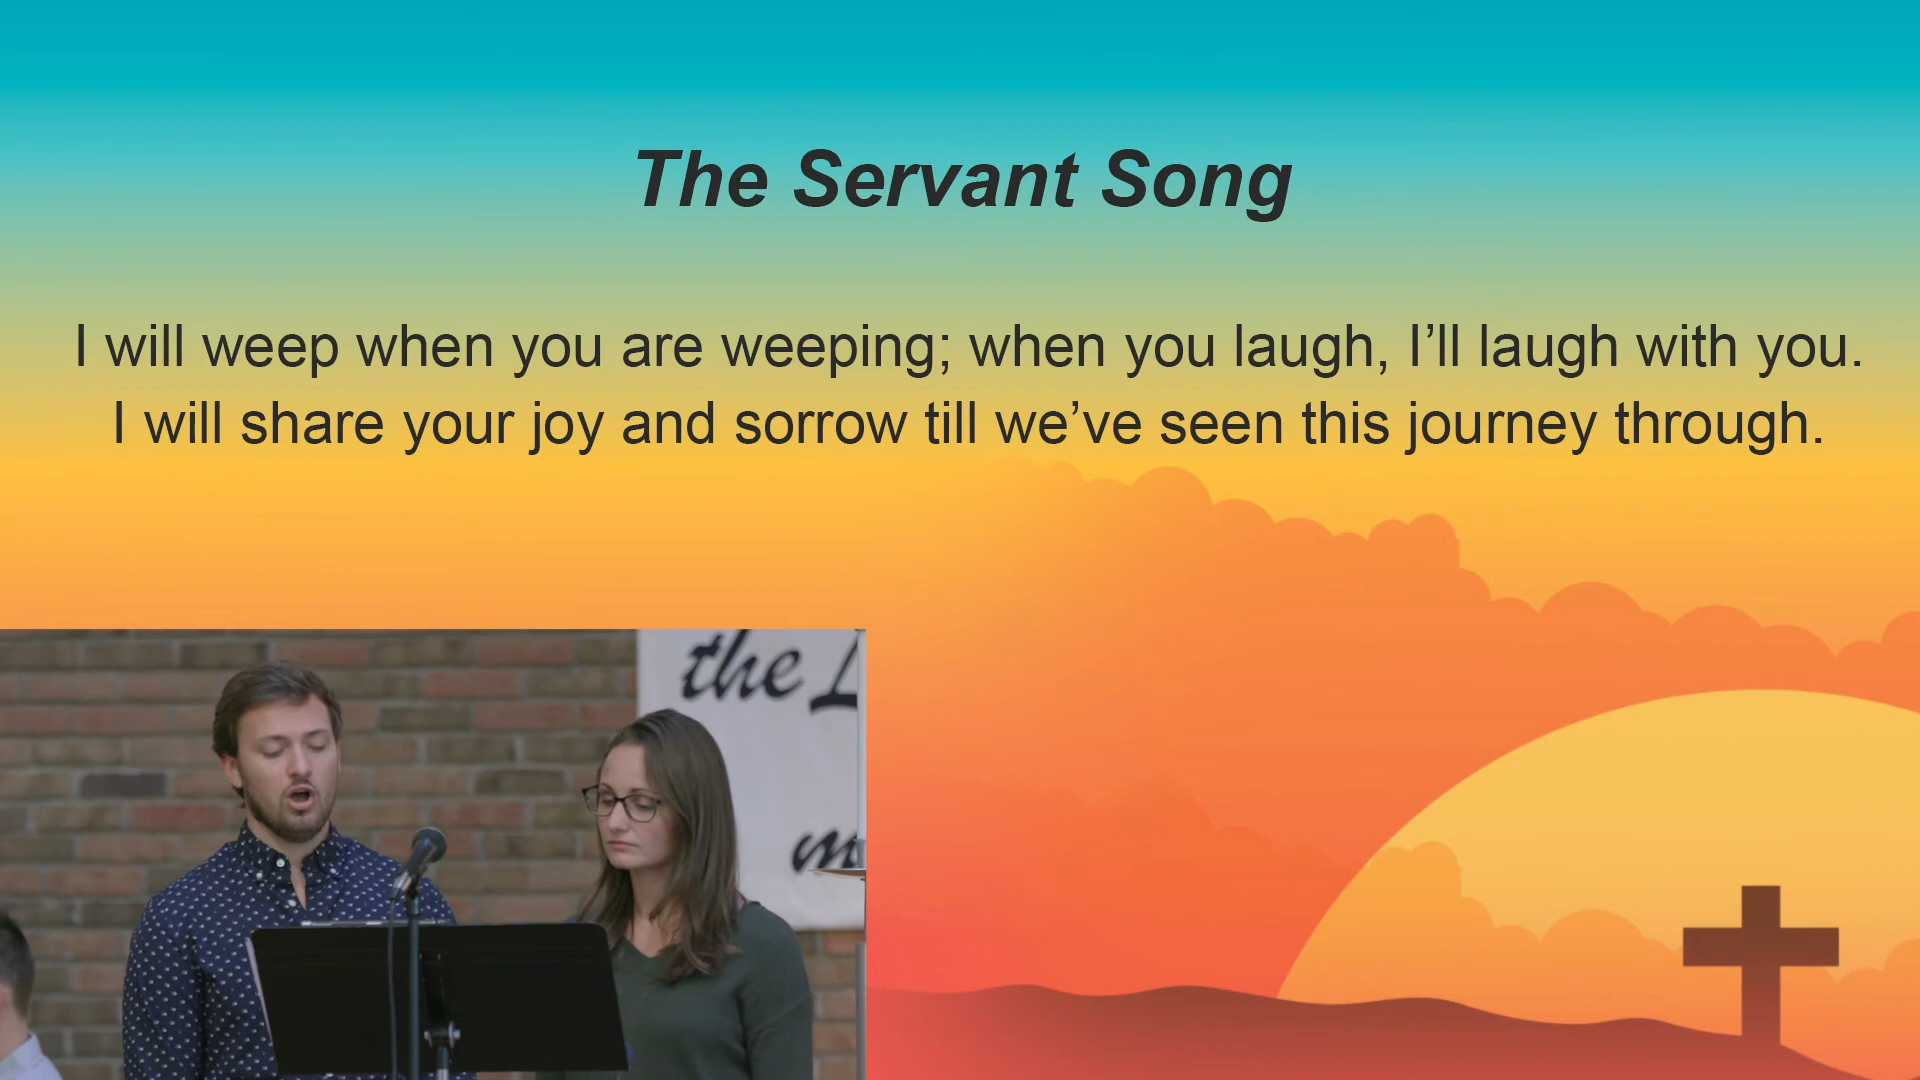 The Servant Song
I will weep when you are weeping; when you laugh, I’ll laugh with you.
I will share your joy and sorrow till we’ve seen this journey through.
the